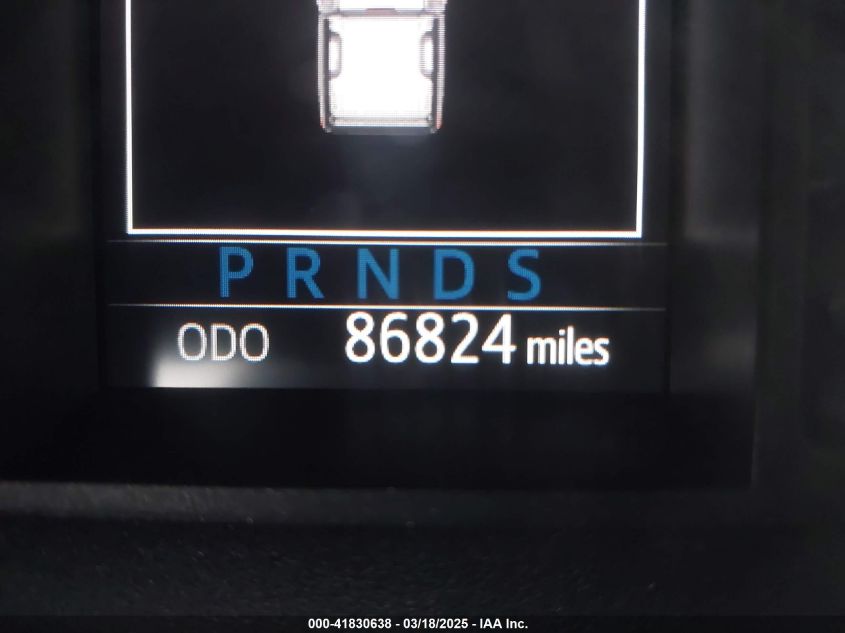 P R N D S
ODO 86824 miles
000-41830638 - 03/18/2025 - IAA Inc.